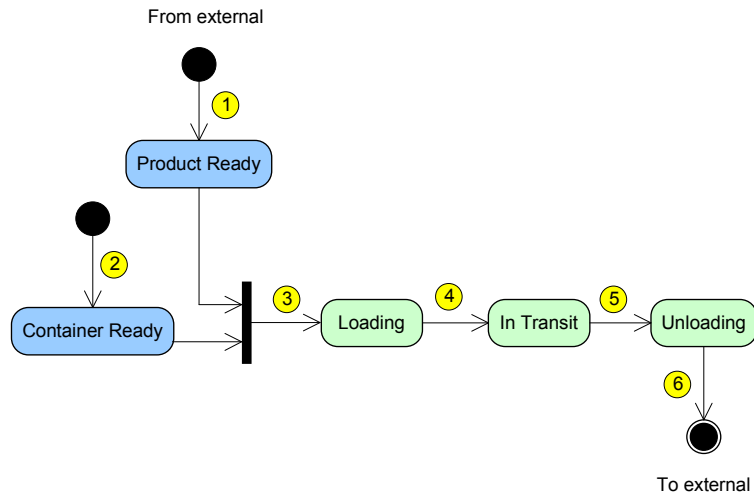 From external
1
Product Ready
2
Container Ready
3
Loading
4
In Transit
5
Unloading
6
To external